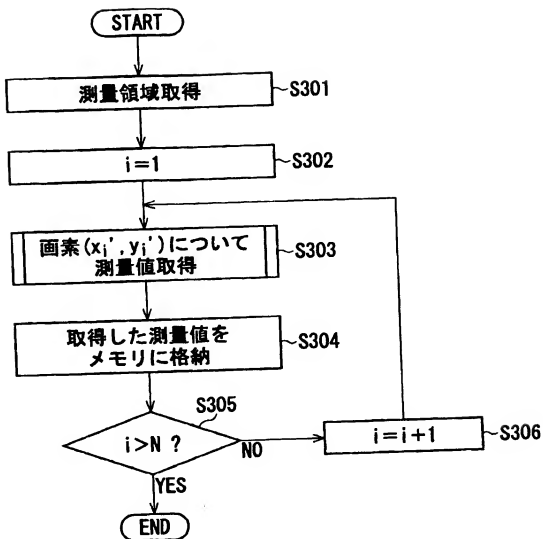 START
測量領域取得
S301
i=1
S302
画素(xi',yi')について
測量値取得
S303
取得した測量値を
メモリに格納
S304
S305
i>N ?
NO
i=i+1
S306
YES
END